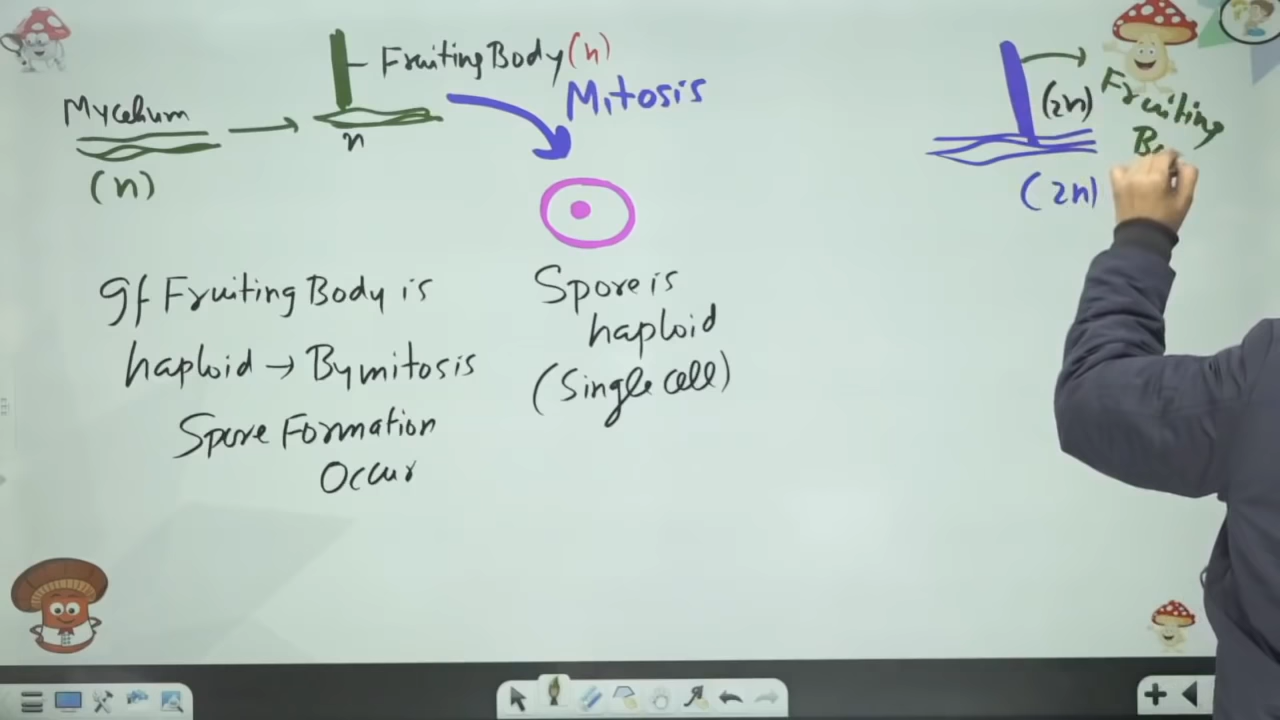 Mycelium
(n)
n
Fruiting Body (n)
Mitosis
gf Fruiting Body is
haploid → By mitosis
Spore Formation
Occur
Spore is
haploid
(Single cell)
(2n)
Fruiting
(2n)